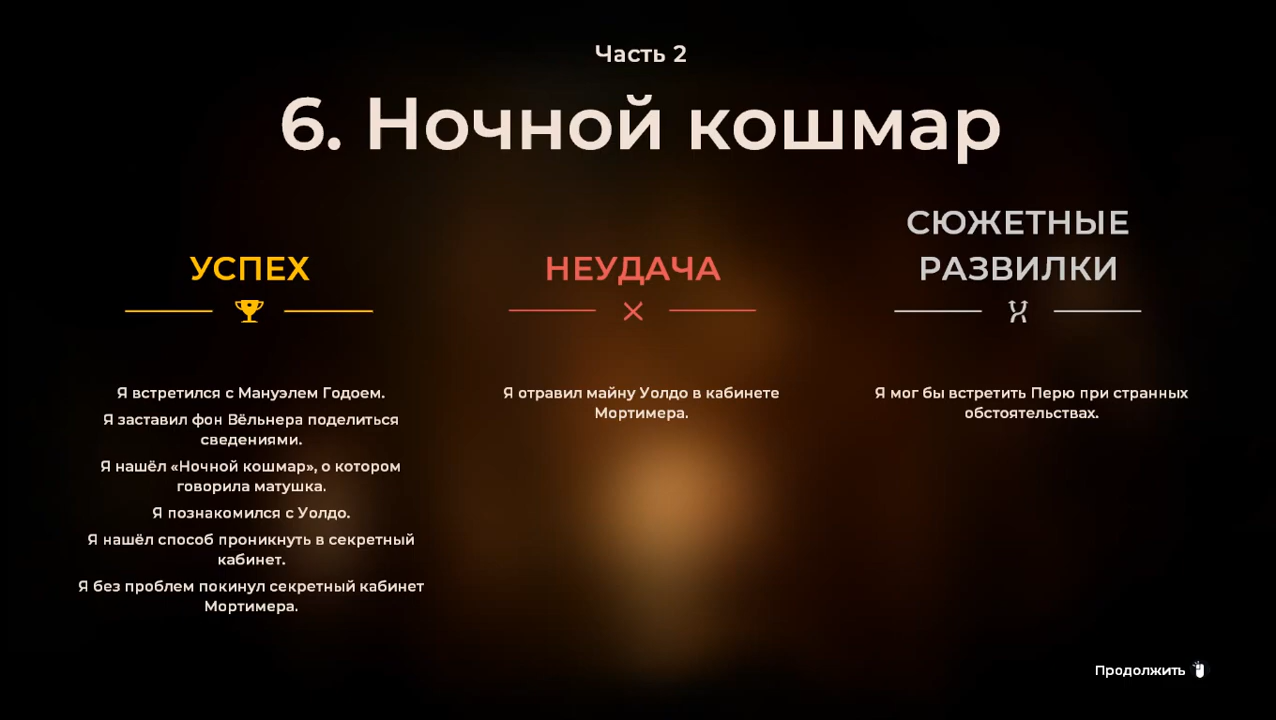 Часть 2
6. Ночной кошмар
УСПЕХ
Я встретился с Мануэлем Годоем.
Я заставил фон Вёльнера поделиться
сведениями.
Я нашёл «Ночной кошмар», о котором
говорила матушка.
Я познакомился с Уолдо.
Я нашёл способ проникнуть в секретный
кабинет.
Я без проблем покинул секретный кабинет
Мортимера.
НЕУДАЧА
Я отравил майну Уолдо в кабинете
Мортимера.
СЮЖЕТНЫЕ
РАЗВИЛКИ
Я мог бы встретить Перю при странных
обстоятельствах.
Продолжить